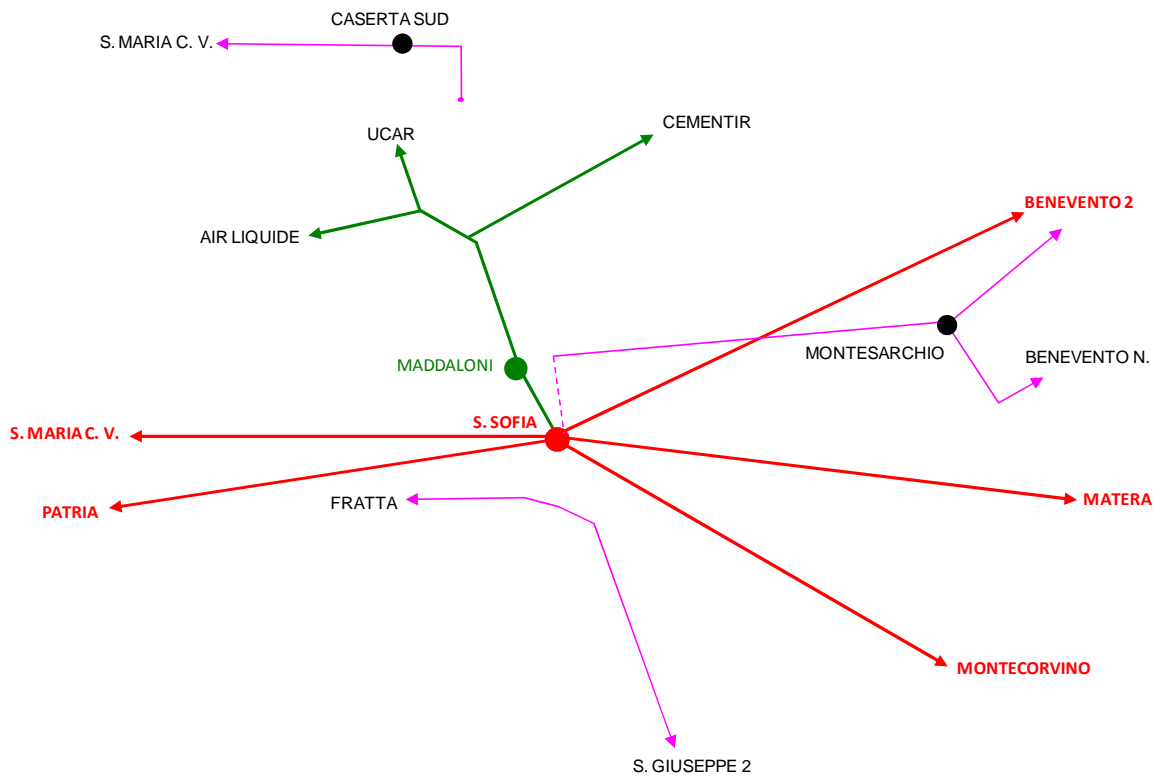 CASERTA SUD
S. MARIA C. V.
UCAR
CEMENTIR
AIR LIQUIDE
BENEVENTO 2
MONTESARCHIO
BENEVENTO N.
MADDALONI
S. SOFIA
S. MARIA C. V.
PATRIA
FRATTA
MATERA
MONTECORVINO
S. GIUSEPPE 2